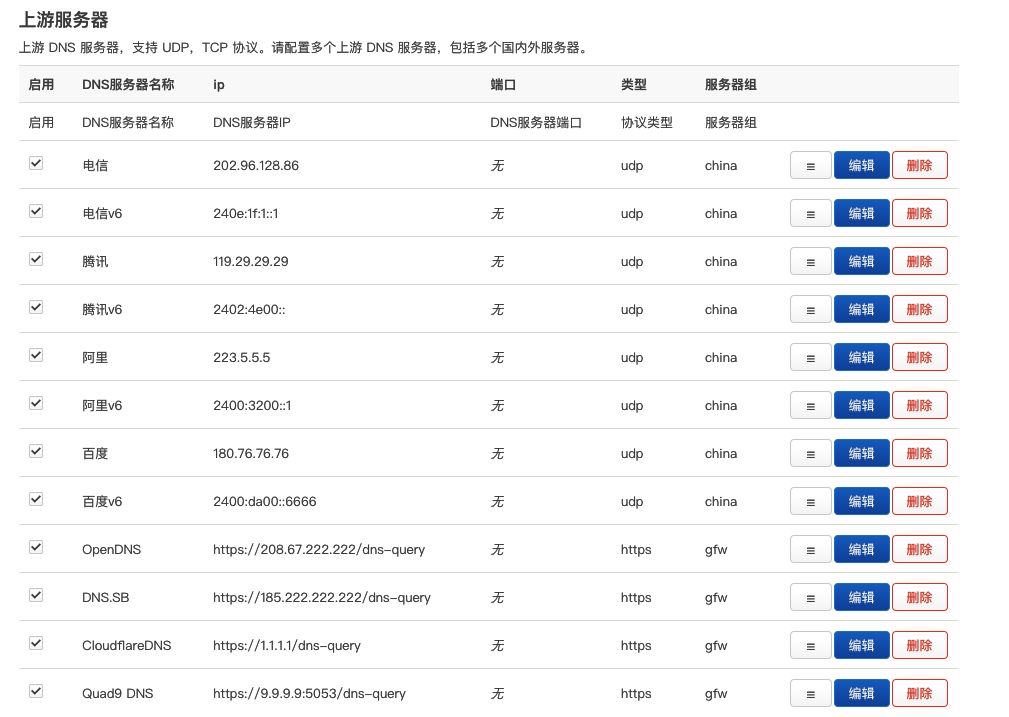 上游服务器
上游 DNS 服务器，支持 UDP，TCP 协议。请配置多个上游 DNS 服务器，包括多个国内外服务器。
启用 DNS服务器名称 ip 端口 类型 服务器组
启用 DNS服务器名称 DNS服务器IP DNS服务器端口 协议类型 服务器组
电信 202.96.128.86 无 udp china ≡ 编辑 删除
电信v6 240e:1f:1::1 无 udp china ≡ 编辑 删除
腾讯 119.29.29.29 无 udp china ≡ 编辑 删除
腾讯v6 2402:4e00:: 无 udp china ≡ 编辑 删除
阿里 223.5.5.5 无 udp china ≡ 编辑 删除
阿里v6 2400:3200::1 无 udp china ≡ 编辑 删除
百度 180.76.76.76 无 udp china ≡ 编辑 删除
百度v6 2400:da00::6666 无 udp china ≡ 编辑 删除
OpenDNS https://208.67.222.222/dns-query 无 https gfw ≡ 编辑 删除
DNS.SB https://185.222.222.222/dns-query 无 https gfw ≡ 编辑 删除
CloudflareDNS https://1.1.1.1/dns-query 无 https gfw ≡ 编辑 删除
Quad9 DNS https://9.9.9.9:5053/dns-query 无 https gfw ≡ 编辑 删除